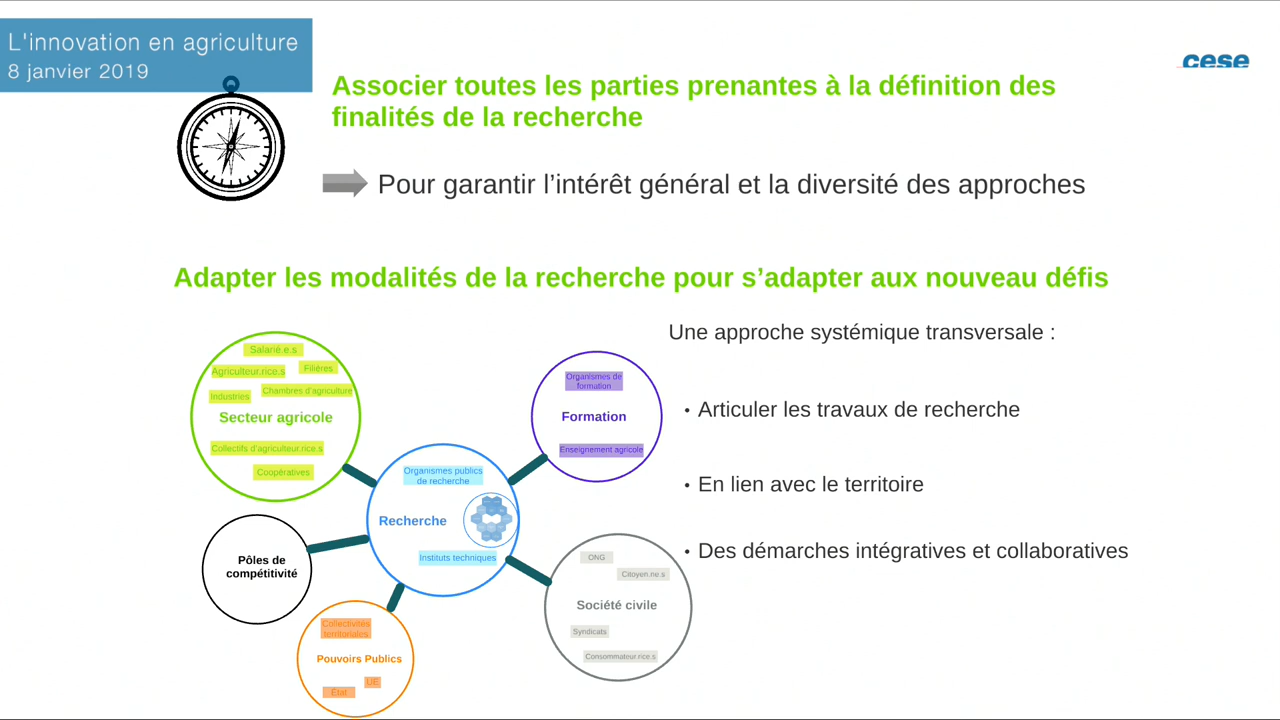 L'innovation en agriculture
8 janvier 2019
cese
Associer toutes les parties prenantes à la définition des
finalités de la recherche
Pour garantir l’intérêt général et la diversité des approches
Adapter les modalités de la recherche pour s’adapter aux nouveau défis
Salarié.e.s
Agriculteur.rice.s
Filières
Industries
Chambres d’agriculture
Secteur agricole
Collectifs d’agriculteur.rice.s
Coopératives
Organismes de
formation
Formation
Enseignement agricole
Organismes publics
de recherche
Recherche
Instituts techniques
Pôles de
compétitivité
Collectivités
territoriales
Pouvoirs Publics
UE
État
ONG
Citoyen.ne.s
Société civile
Syndicats
Consommateur.rice.s
Une approche systémique transversale :
• Articuler les travaux de recherche
• En lien avec le territoire
• Des démarches intégratives et collaboratives